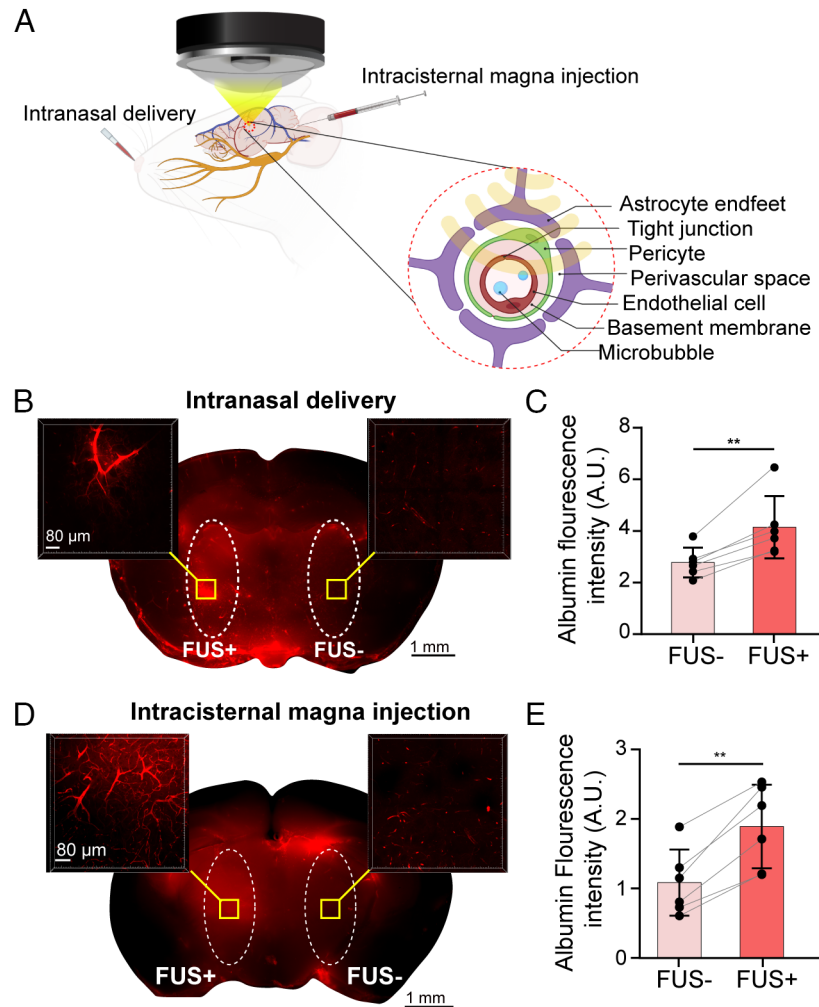 A
Intracisternal magna injection
Intranasal delivery
Astrocyte endfeet
Tight junction
Pericyte
Perivascular space
Endothelial cell
Basement membrane
Microbubble
B
Intranasal delivery
80 µm
FUS+
FUS-
1 mm
C
Albumin flourescence
intensity (A.U.)
8
6
4
2
0
**
FUS-
FUS+
D
Intracisternal magna injection
80 µm
FUS+
FUS-
1 mm
E
Albumin Flourescence
intensity (A.U.)
3
2
1
0
**
FUS-
FUS+